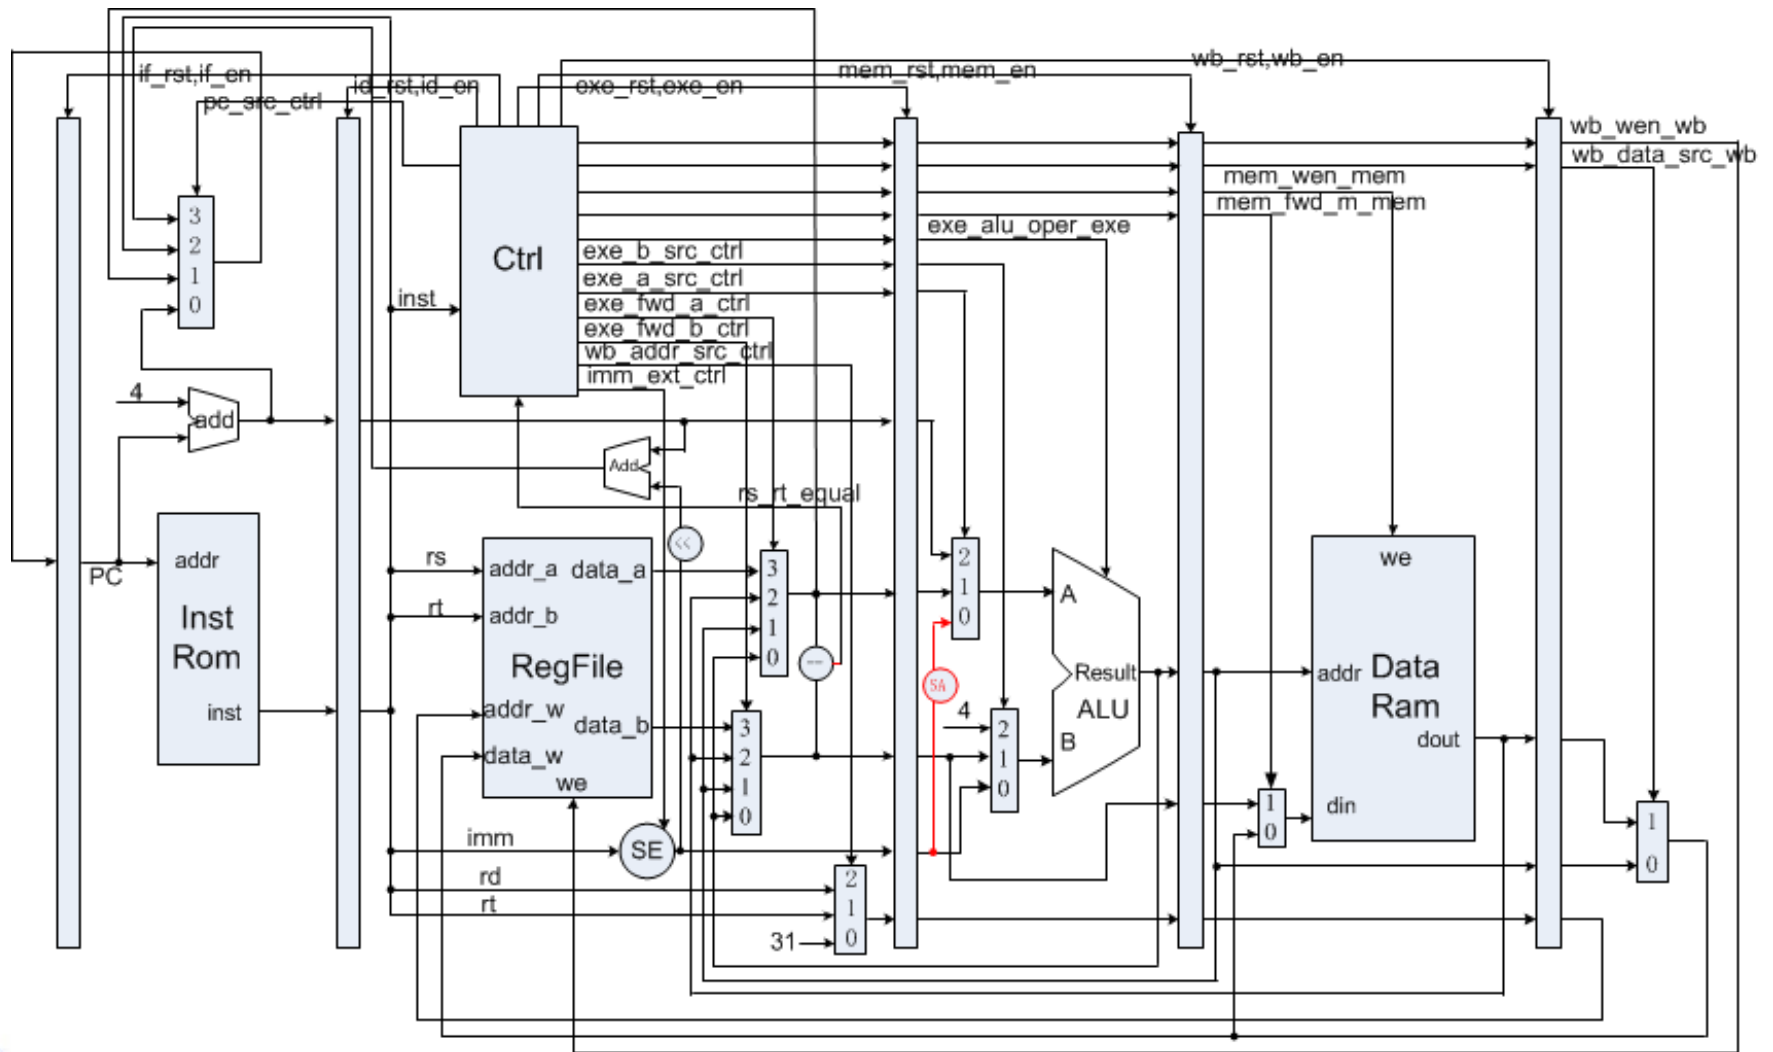 wb_rst,wb_en
mem_rst,mem_en
if_rst,if_en
id_rst,id_en
exe_rst,exe_en
pc_src_ctrl
wb_wen_wb
wb_data_src_wb
mem_wen_mem
mem_fwd_m_mem
exe_alu_oper_exe
3
2
1
0
Ctrl
inst
exe_b_src_ctrl
exe_a_src_ctrl
exe_fwd_a_ctrl
exe_fwd_b_ctrl
wb_addr_src_ctrl
imm_ext_ctrl
4
add
Add
rs_rt_equal
<<
PC
addr
Inst
Rom
inst
rs
rt
addr_a
data_a
addr_b
RegFile
addr_w
data_b
data_w
we
3
2
1
0
--
3
2
1
0
imm
SE
rd
rt
31
2
1
0
2
1
0
SA
4
2
1
0
A
Result
ALU
B
we
addr
Data
Ram
dout
din
1
0
1
0